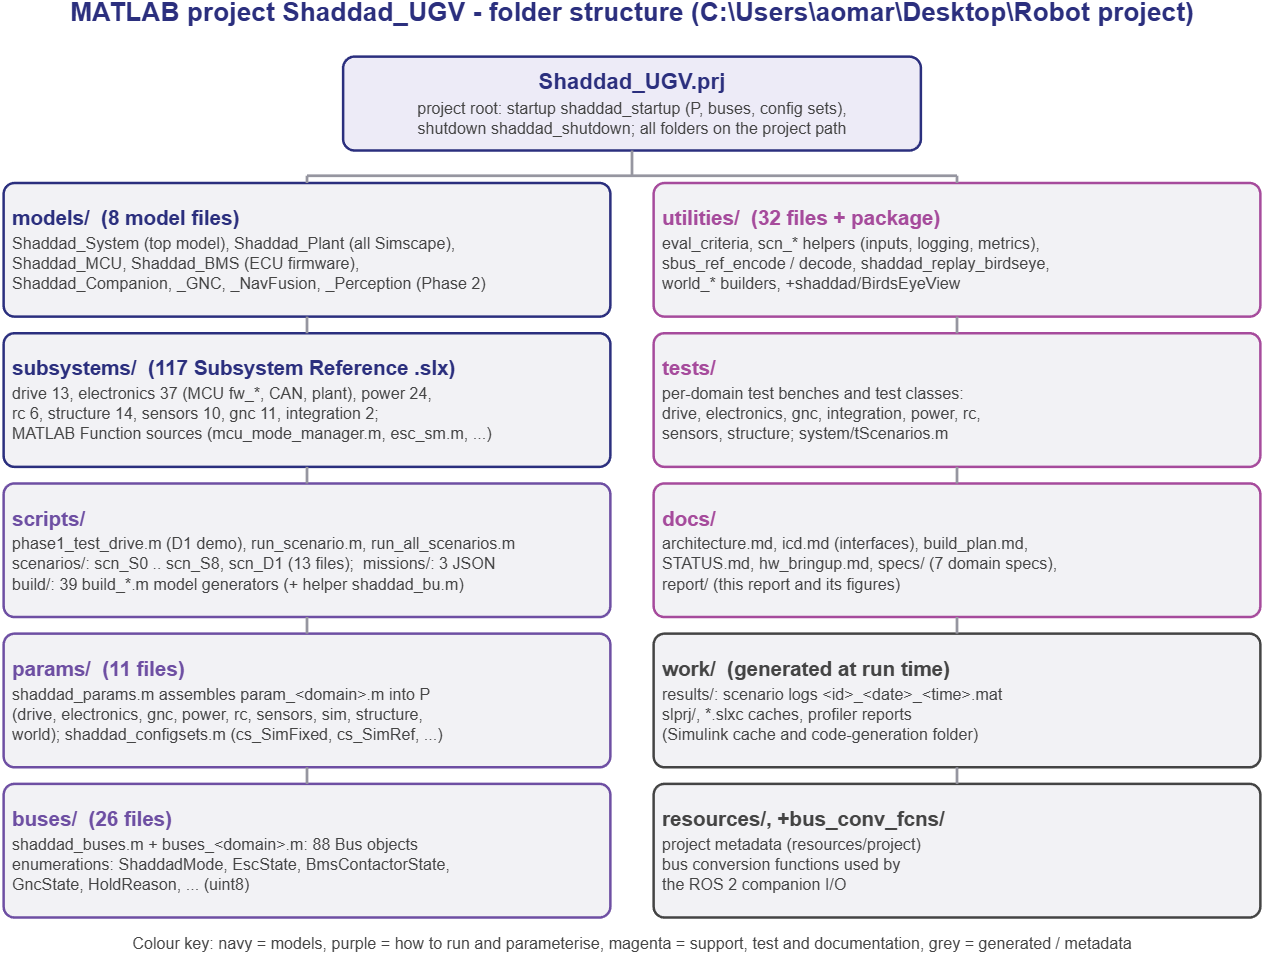 MATLAB project Shaddad_UGV - folder structure (C:\Users\aomar\Desktop\Robot project)
Shaddad_UGV.prj
project root: startup shaddad_startup (P, buses, config sets),
shutdown shaddad_shutdown; all folders on the project path
models/  (8 model files)
Shaddad_System (top model), Shaddad_Plant (all Simscape),
Shaddad_MCU, Shaddad_BMS (ECU firmware),
Shaddad_Companion, _GNC, _NavFusion, _Perception (Phase 2)
subsystems/  (117 Subsystem Reference .slx)
drive 13, electronics 37 (MCU fw_*, CAN, plant), power 24,
rc 6, structure 14, sensors 10, gnc 11, integration 2;
MATLAB Function sources (mcu_mode_manager.m, esc_sm.m, ...)
scripts/
phase1_test_drive.m (D1 demo), run_scenario.m, run_all_scenarios.m
scenarios/: scn_S0 .. scn_S8, scn_D1 (13 files);  missions/: 3 JSON
build/: 39 build_*.m model generators (+ helper shaddad_bu.m)
params/  (11 files)
shaddad_params.m assembles param_<domain>.m into P
(drive, electronics, gnc, power, rc, sensors, sim, structure,
world); shaddad_configsets.m (cs_SimFixed, cs_SimRef, ...)
buses/  (26 files)
shaddad_buses.m + buses_<domain>.m: 88 Bus objects
enumerations: ShaddadMode, EscState, BmsContactorState,
GncState, HoldReason, ... (uint8)
utilities/  (32 files + package)
eval_criteria, scn_* helpers (inputs, logging, metrics),
sbus_ref_encode / decode, shaddad_replay_birdseye,
world_* builders, +shaddad/BirdsEyeView
tests/
per-domain test benches and test classes:
drive, electronics, gnc, integration, power, rc,
sensors, structure; system/tScenarios.m
docs/
architecture.md, icd.md (interfaces), build_plan.md,
STATUS.md, hw_bringup.md, specs/ (7 domain specs),
report/ (this report and its figures)
work/  (generated at run time)
results/: scenario logs <id>_<date>_<time>.mat
slprj/, *.slxc caches, profiler reports
(Simulink cache and code-generation folder)
resources/, +bus_conv_fcns/
project metadata (resources/project)
bus conversion functions used by
the ROS 2 companion I/O
Colour key: navy = models, purple = how to run and parameterise, magenta = support, test and documentation, grey = generated / metadata